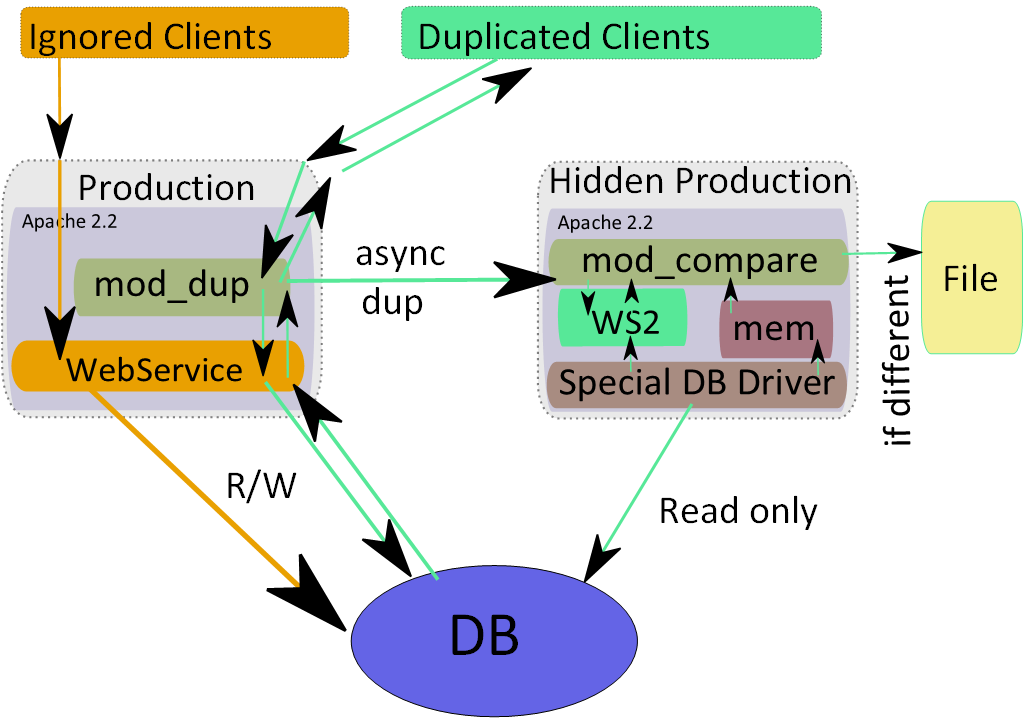 Ignored Clients
Duplicated Clients
Production
Apache 2.2
mod_dup
WebService
async
dup
Hidden Production
Apache 2.2
mod_compare
WS2
mem
Special DB Driver
if different
File
R/W
Read only
DB